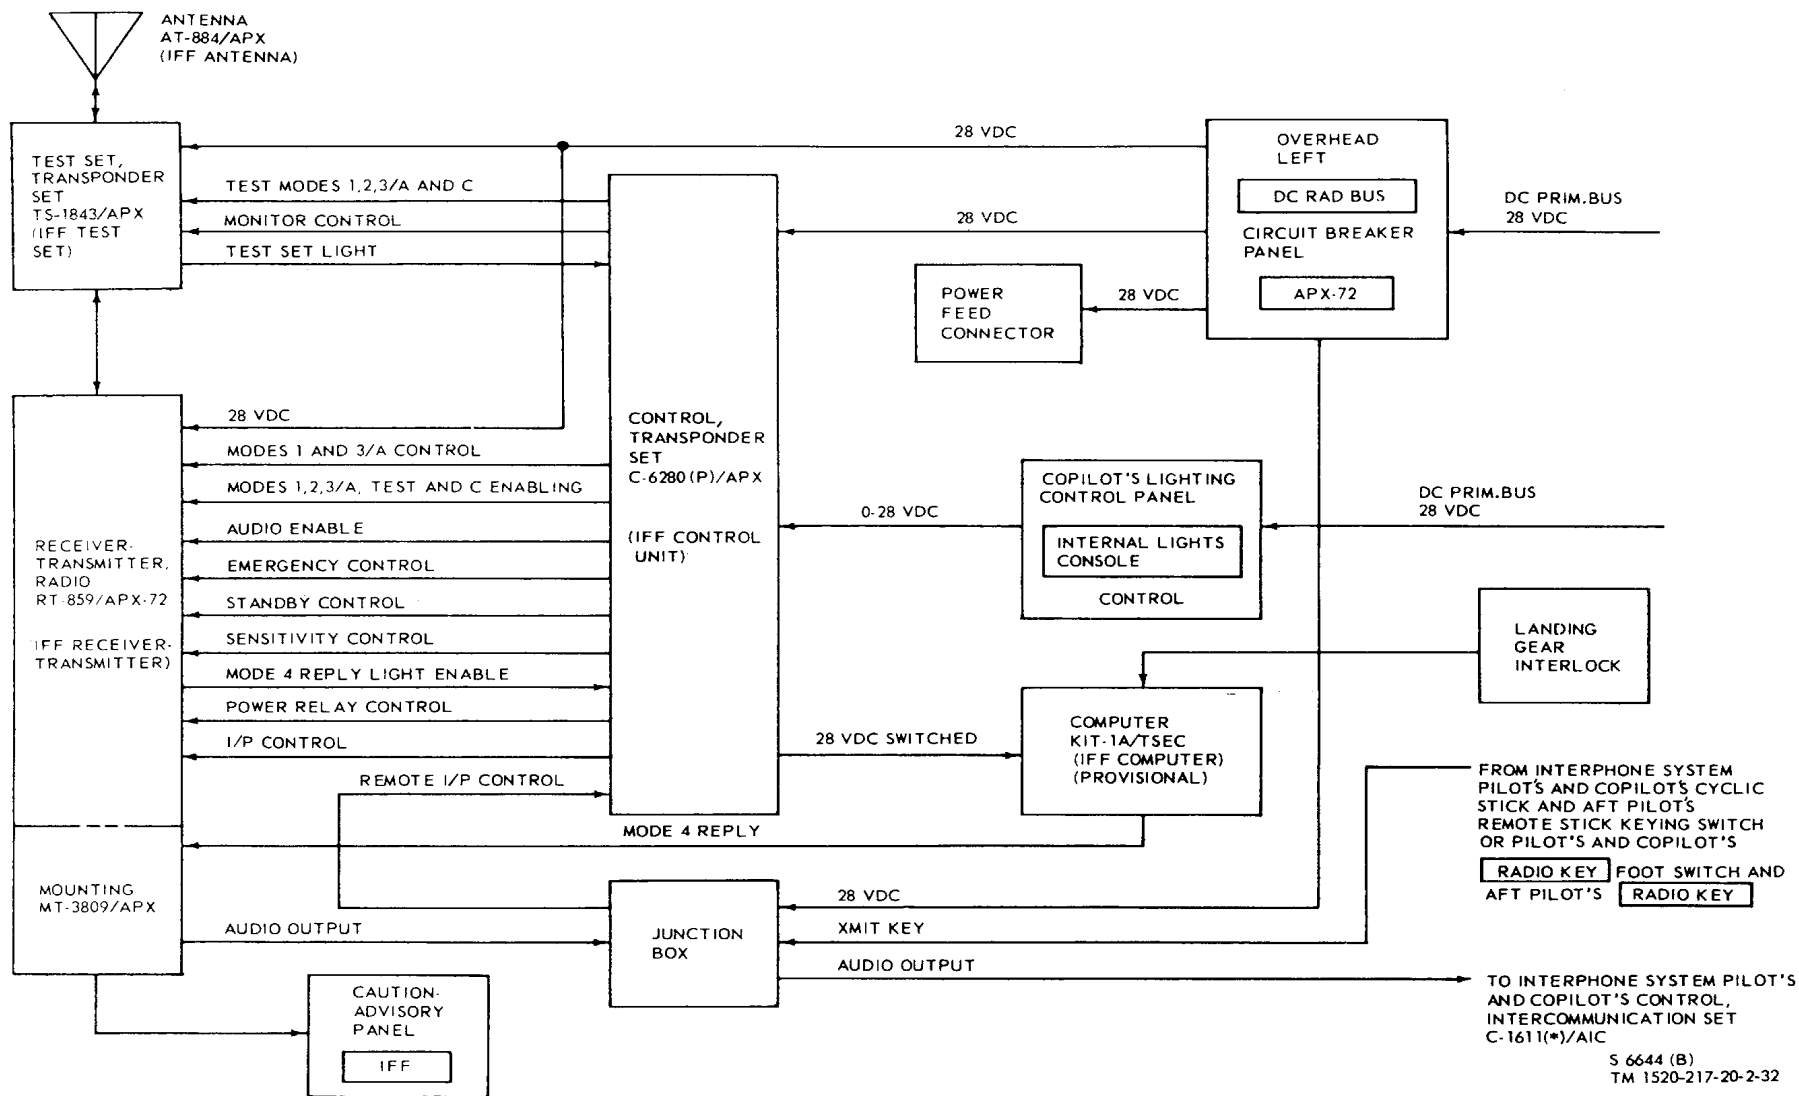 ANTENNA
AT-884/APX
(IFF ANTENNA)
TEST SET,
TRANSPONDER
SET
TS-1843/APX
(IFF TEST
SET)
28 VDC
TEST MODES 1,2,3/A AND C
MONITOR CONTROL
TEST SET LIGHT
28 VDC
OVERHEAD
LEFT
DC RAD BUS
CIRCUIT BREAKER
PANEL
APX-72
DC PRIM.BUS
28 VDC
POWER
FEED
CONNECTOR
28 VDC
CONTROL,
TRANSPONDER
SET
C-6280(P)/APX
(IFF CONTROL
UNIT)
28 VDC
MODES 1 AND 3/A CONTROL
MODES 1,2,3/A, TEST AND C ENABLING
AUDIO ENABLE
EMERGENCY CONTROL
STANDBY CONTROL
SENSITIVITY CONTROL
MODE 4 REPLY LIGHT ENABLE
POWER RELAY CONTROL
I/P CONTROL
REMOTE I/P CONTROL
RECEIVER-
TRANSMITTER,
RADIO
RT-859/APX-72
IFF RECEIVER-
TRANSMITTER)
MOUNTING
MT-3809/APX
0-28 VDC
COPILOT'S LIGHTING
CONTROL PANEL
INTERNAL LIGHTS
CONSOLE
CONTROL
DC PRIM.BUS
28 VDC
LANDING
GEAR
INTERLOCK
28 VDC SWITCHED
COMPUTER
KIT-1A/TSEC
(IFF COMPUTER)
(PROVISIONAL)
MODE 4 REPLY
FROM INTERPHONE SYSTEM
PILOT'S AND COPILOT'S CYCLIC
STICK AND AFT PILOT'S
REMOTE STICK KEYING SWITCH
OR PILOT'S AND COPILOT'S
RADIO KEY FOOT SWITCH AND
AFT PILOT'S RADIO KEY
AUDIO OUTPUT
JUNCTION
BOX
28 VDC
XMIT KEY
AUDIO OUTPUT
CAUTION-
ADVISORY
PANEL
IFF
TO INTERPHONE SYSTEM PILOT'S
AND COPILOT'S CONTROL,
INTERCOMMUNICATION SET
C-1611(*)/AIC
S 6644 (B)
TM 1520-217-20-2-32